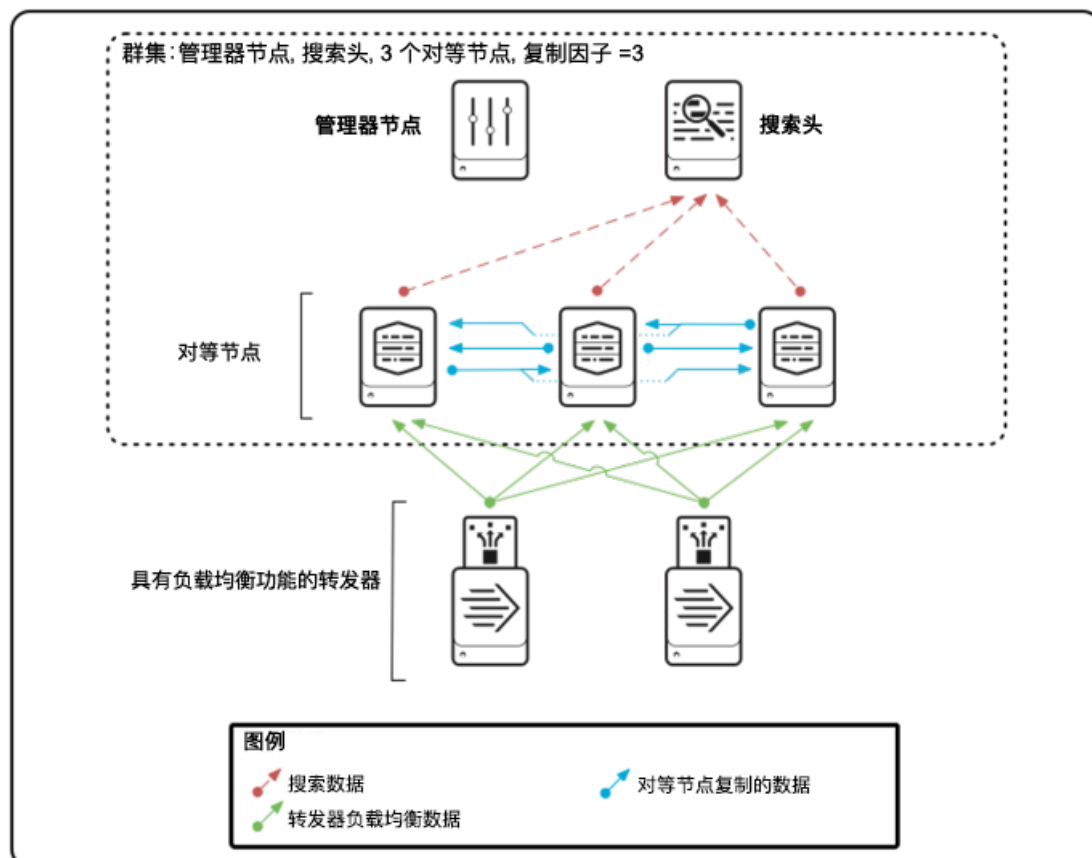 群集:管理器节点, 搜索头, 3 个对等节点, 复制因子 =3
管理器节点
搜索头
对等节点
具有负载均衡功能的转发器
图例
搜索数据
对等节点复制的数据
转发器负载均衡数据